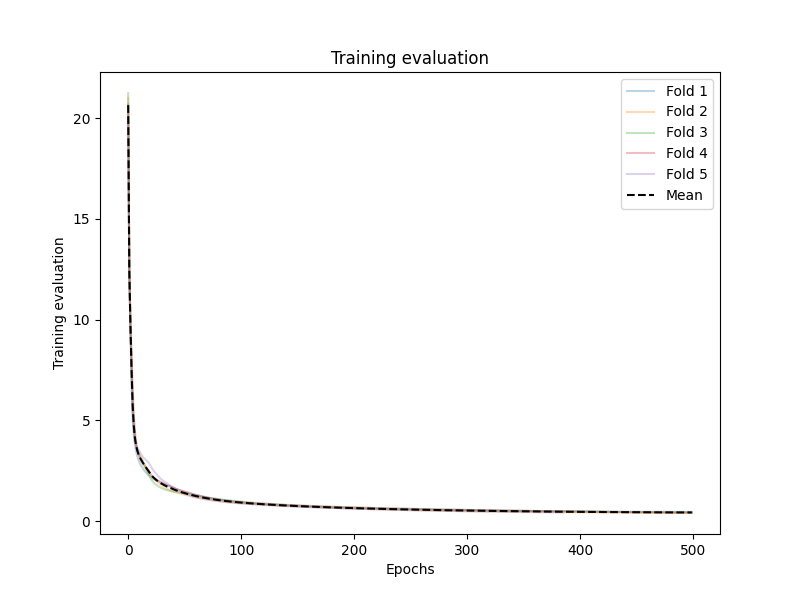 Training evaluation
Fold 1
Fold 2
Fold 3
Fold 4
Fold 5
Mean
Training evaluation
20
15
10
5
0
0 100 200 300 400 500
Epochs